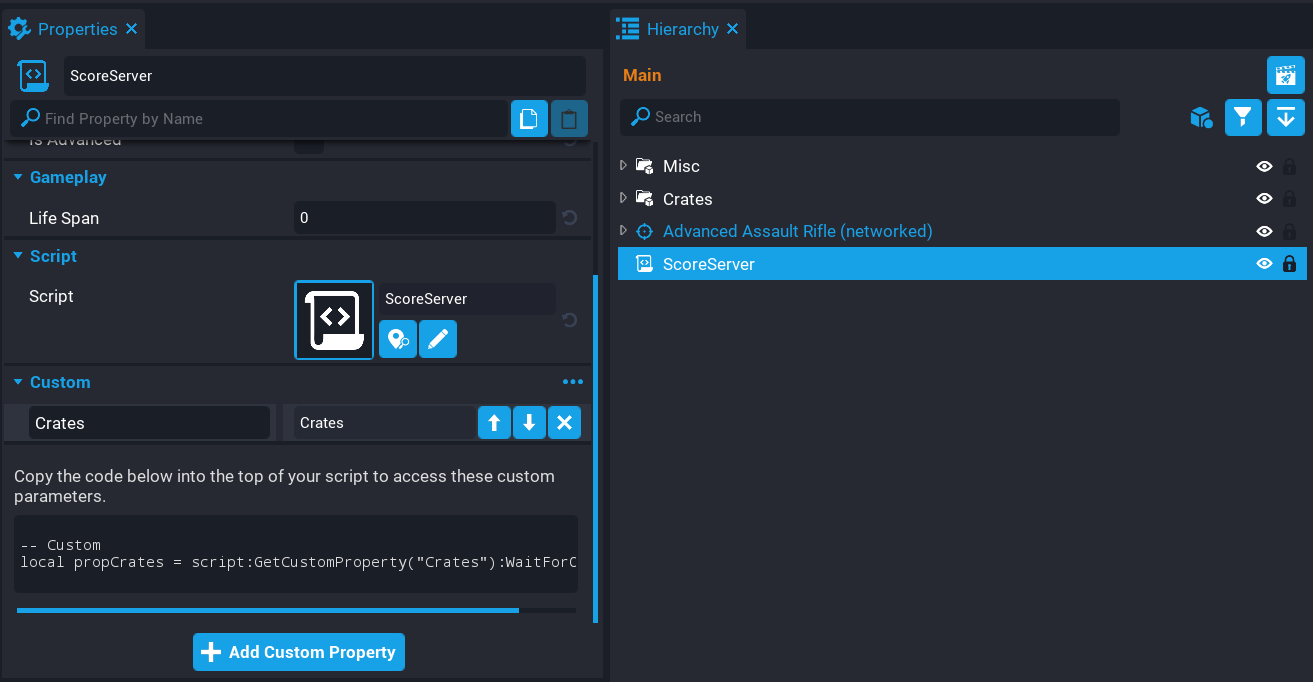 Properties
ScoreServer
Find Property by Name
Is Advanced
Gameplay
Life Span
0
Script
Script
ScoreServer
Custom
Crates
Crates
Copy the code below into the top of your script to access these custom
parameters.
-- Custom
local propCrates = script:GetCustomProperty("Crates"):WaitForC
Add Custom Property
Hierarchy
Main
Search
Misc
Crates
Advanced Assault Rifle (networked)
ScoreServer